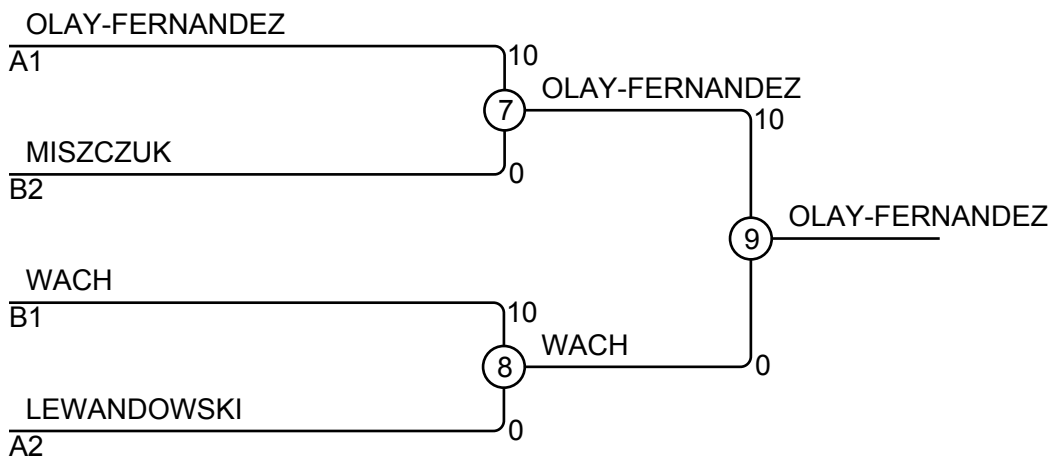 OLAY-FERNANDEZ
A1
10
7
OLAY-FERNANDEZ
10
MISZCZUK
B2
0
9
OLAY-FERNANDEZ
WACH
B1
10
8
WACH
0
LEWANDOWSKI
A2
0